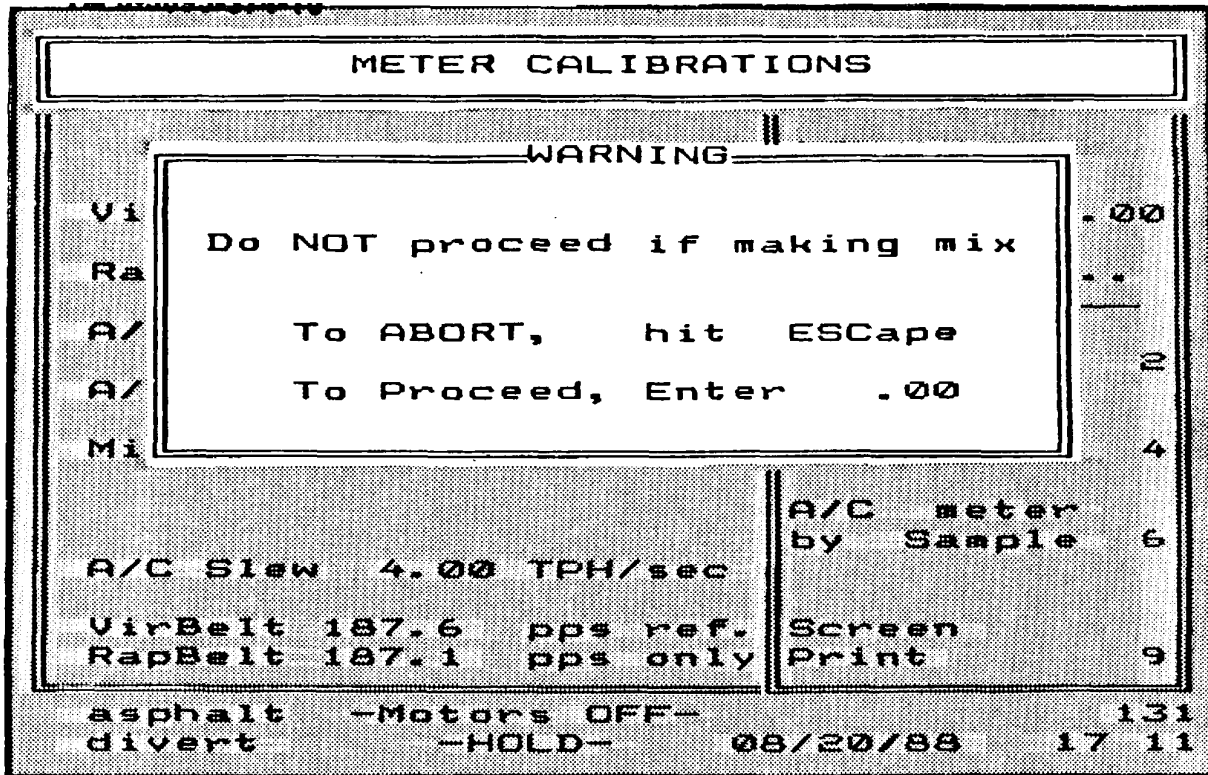 METER CALIBRATIONS
WARNING
Do NOT proceed if making mix
To ABORT, hit ESCape
To Proceed, Enter .00
Vi
.00
Ra
--
A/
2
A/
Mi
4
A/C meter
by Sample 6
A/C Slew 4.00 TPH/sec
VirBelt 187.6 pps ref.
RapBelt 187.1 pps only
Screen
Print 9
asphalt -Motors OFF- 131
divert -HOLD- 08/20/88 17 11